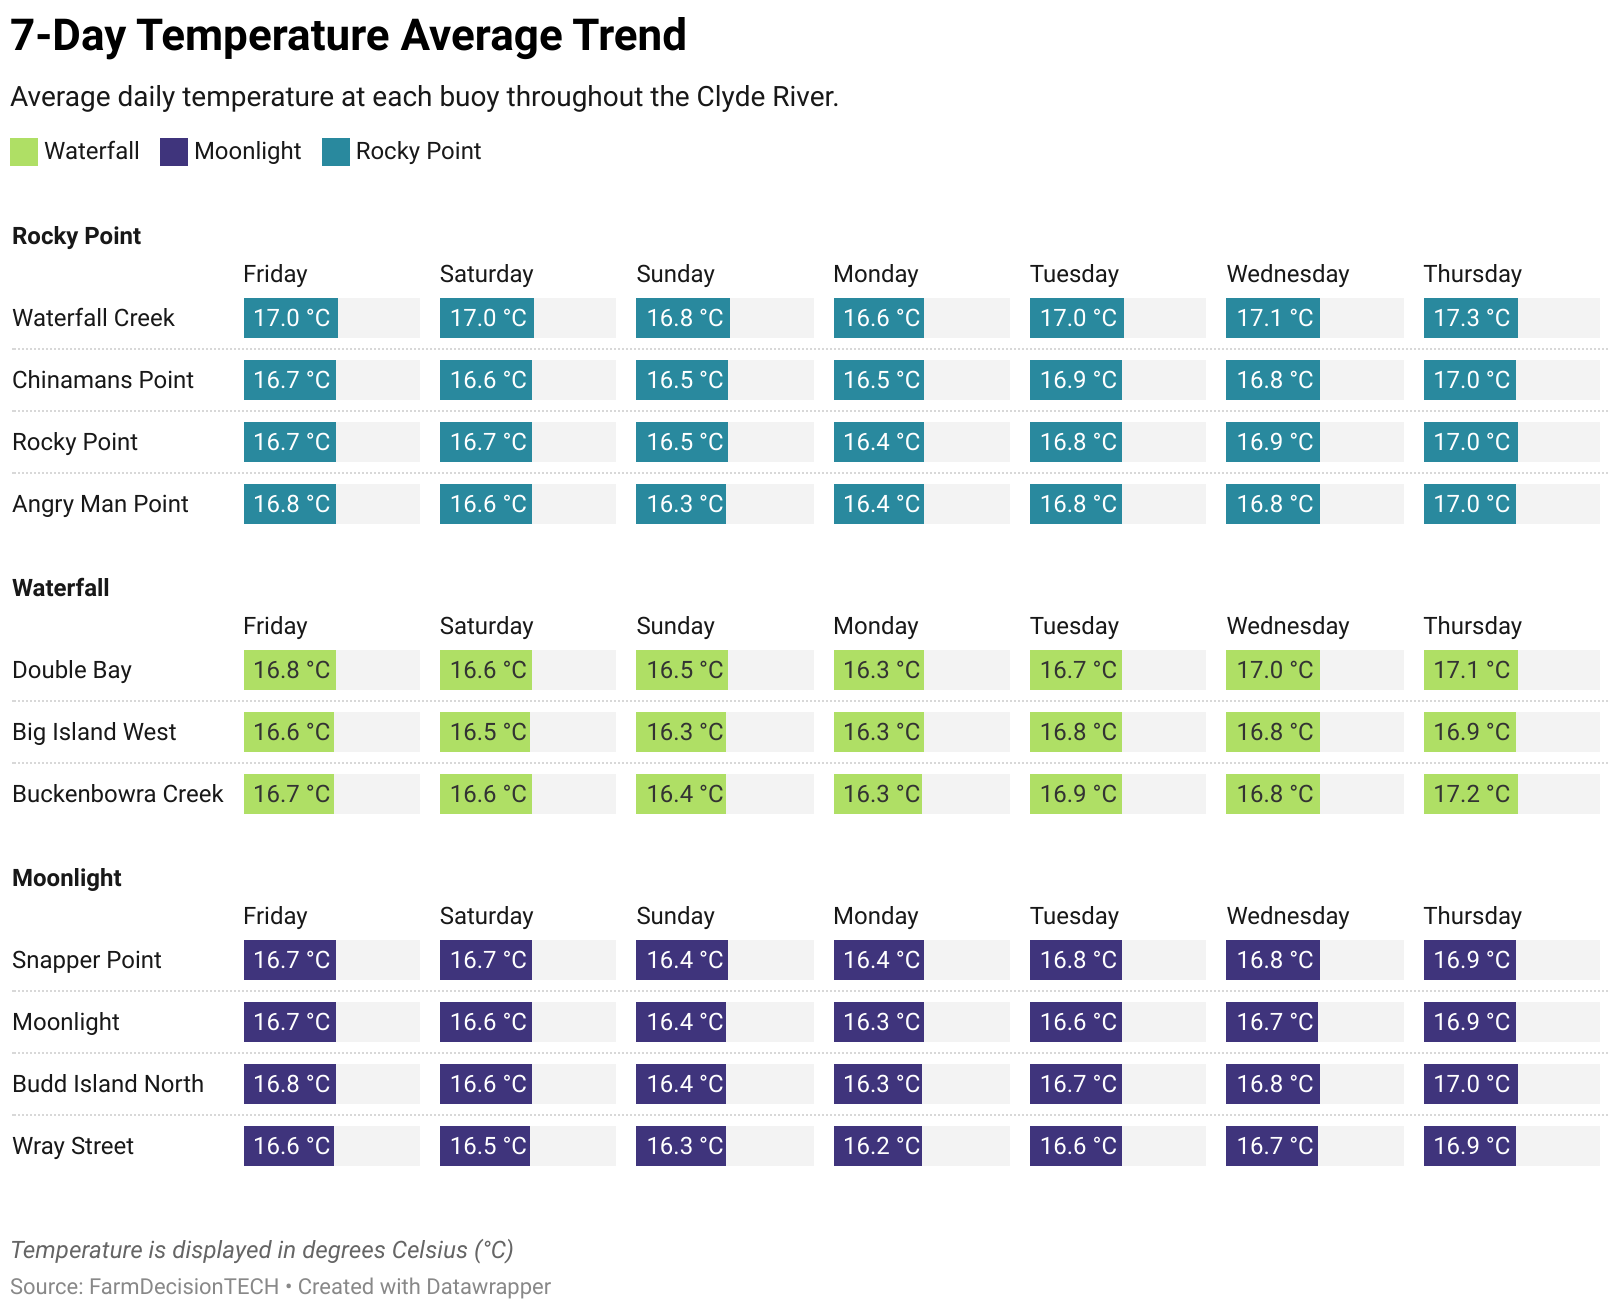 7-Day Temperature Average Trend
Average daily temperature at each buoy throughout the Clyde River.
Waterfall Moonlight Rocky Point
Rocky Point
Friday Saturday Sunday Monday Tuesday Wednesday Thursday
Waterfall Creek 17.0 °C 17.0 °C 16.8 °C 16.6 °C 17.0 °C 17.1 °C 17.3 °C
Chinamans Point 16.7 °C 16.6 °C 16.5 °C 16.5 °C 16.9 °C 16.8 °C 17.0 °C
Rocky Point 16.7 °C 16.7 °C 16.5 °C 16.4 °C 16.8 °C 16.9 °C 17.0 °C
Angry Man Point 16.8 °C 16.6 °C 16.3 °C 16.4 °C 16.8 °C 16.8 °C 17.0 °C
Waterfall
Friday Saturday Sunday Monday Tuesday Wednesday Thursday
Double Bay 16.8 °C 16.6 °C 16.5 °C 16.3 °C 16.7 °C 17.0 °C 17.1 °C
Big Island West 16.6 °C 16.5 °C 16.3 °C 16.3 °C 16.8 °C 16.8 °C 16.9 °C
Buckenbowra Creek 16.7 °C 16.6 °C 16.4 °C 16.3 °C 16.9 °C 16.8 °C 17.2 °C
Moonlight
Friday Saturday Sunday Monday Tuesday Wednesday Thursday
Snapper Point 16.7 °C 16.7 °C 16.4 °C 16.4 °C 16.8 °C 16.8 °C 16.9 °C
Moonlight 16.7 °C 16.6 °C 16.4 °C 16.3 °C 16.6 °C 16.7 °C 16.9 °C
Budd Island North 16.8 °C 16.6 °C 16.4 °C 16.3 °C 16.7 °C 16.8 °C 17.0 °C
Wray Street 16.6 °C 16.5 °C 16.3 °C 16.2 °C 16.6 °C 16.7 °C 16.9 °C
Temperature is displayed in degrees Celsius (°C)
Source: FarmDecisionTECH • Created with Datawrapper